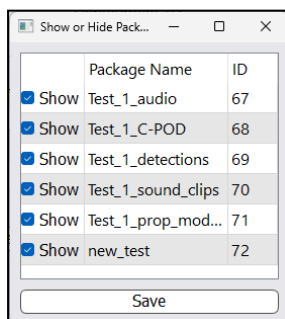 Show or Hide Pack...
Package Name ID
Show Test_1_audio 67
Show Test_1_C-POD 68
Show Test_1_detections 69
Show Test_1_sound_clips 70
Show Test_1_prop_mod... 71
Show new_test 72
Save